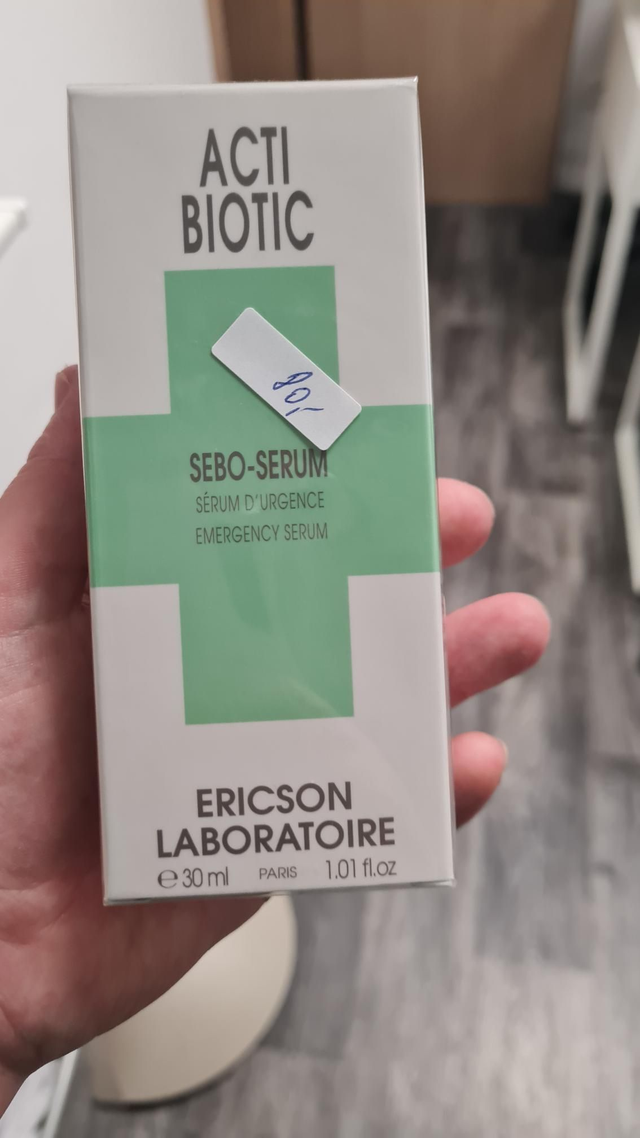 ACTI
BIOTIC
80,-
SEBO-SERUM
SÉRUM D'URGENCE
EMERGENCY SERUM
ERICSON
LABORATOIRE
℮ 30 ml PARIS 1.01 fl.oz